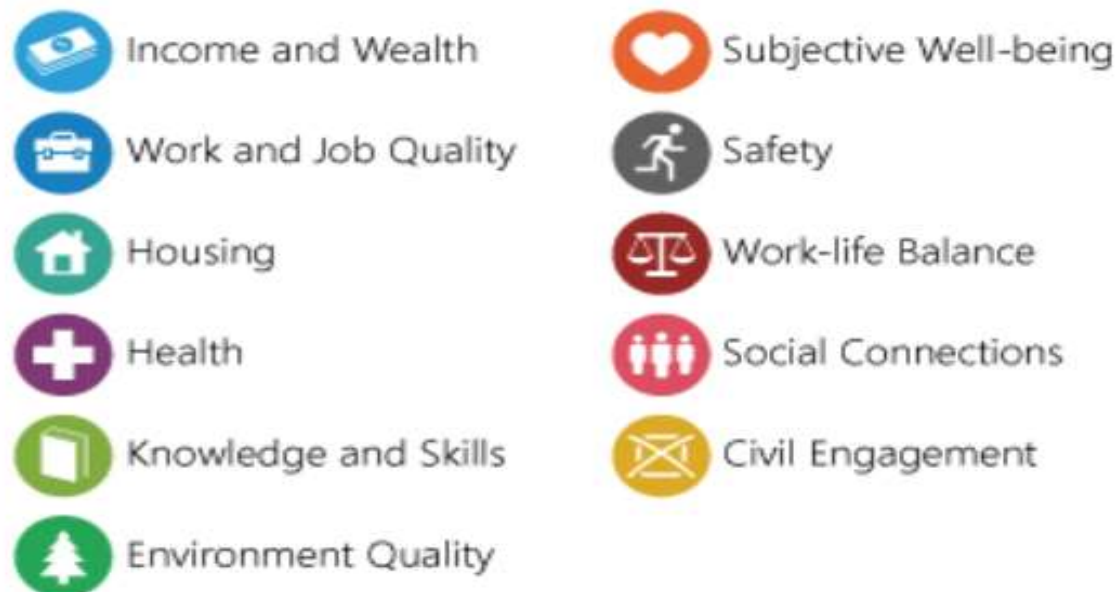 Income and Wealth
Work and Job Quality
Housing
Health
Knowledge and Skills
Environment Quality
Subjective Well-being
Safety
Work-life Balance
Social Connections
Civil Engagement